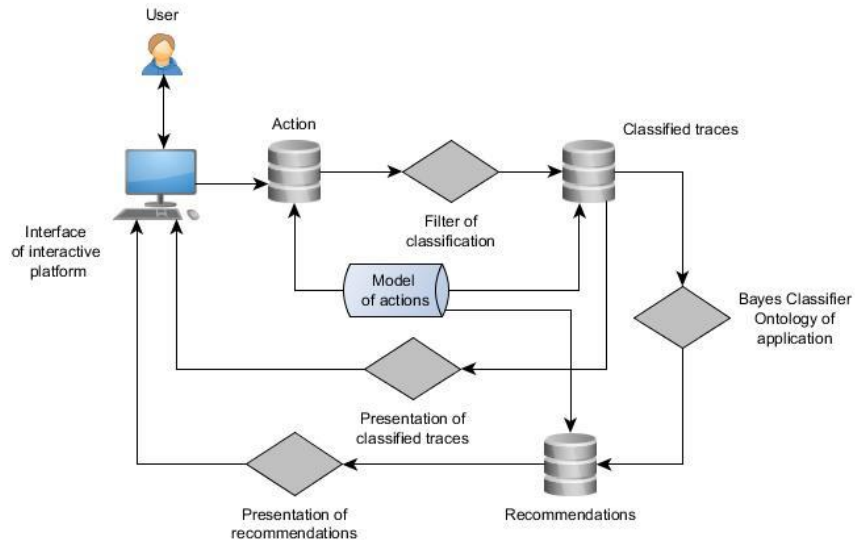 User
Action
Classified traces
Interface
of interactive
platform
Filter of
classification
Model
of actions
Bayes Classifier
Ontology of
application
Presentation of
classified traces
Presentation of
recommendations
Recommendations